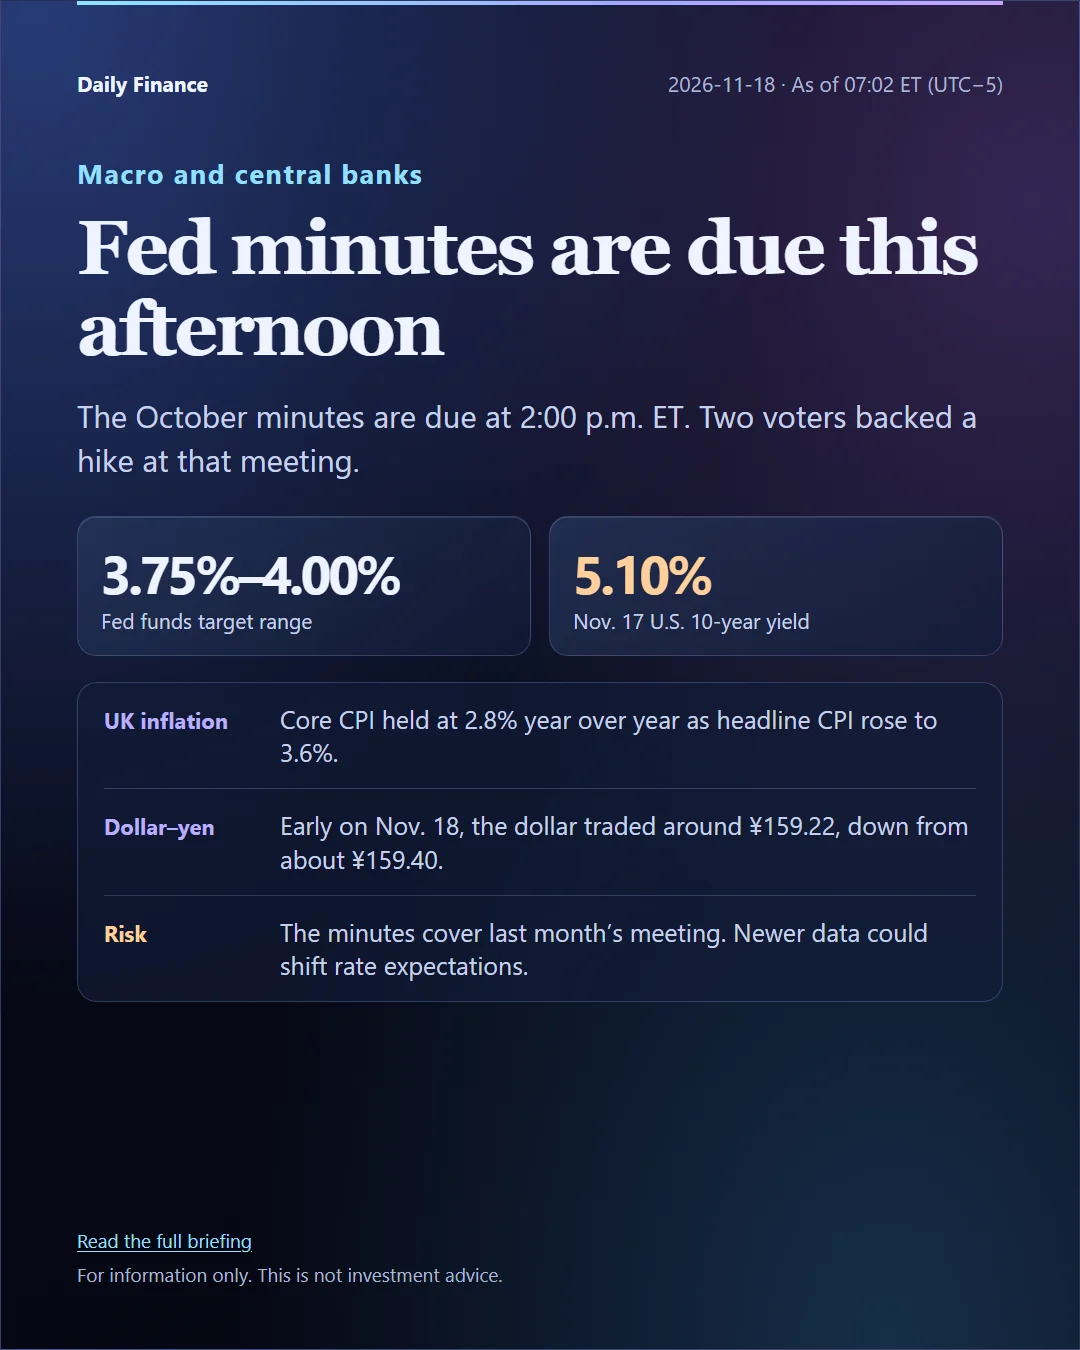 Daily Finance
2026-11-18 · As of 07:02 ET (UTC−5)
Macro and central banks
Fed minutes are due this
afternoon
The October minutes are due at 2:00 p.m. ET. Two voters backed a
hike at that meeting.
3.75%–4.00%
Fed funds target range
5.10%
Nov. 17 U.S. 10-year yield
UK inflation
Core CPI held at 2.8% year over year as headline CPI rose to
3.6%.
Dollar–yen
Early on Nov. 18, the dollar traded around ¥159.22, down from
about ¥159.40.
Risk
The minutes cover last month’s meeting. Newer data could
shift rate expectations.
Read the full briefing
For information only. This is not investment advice.